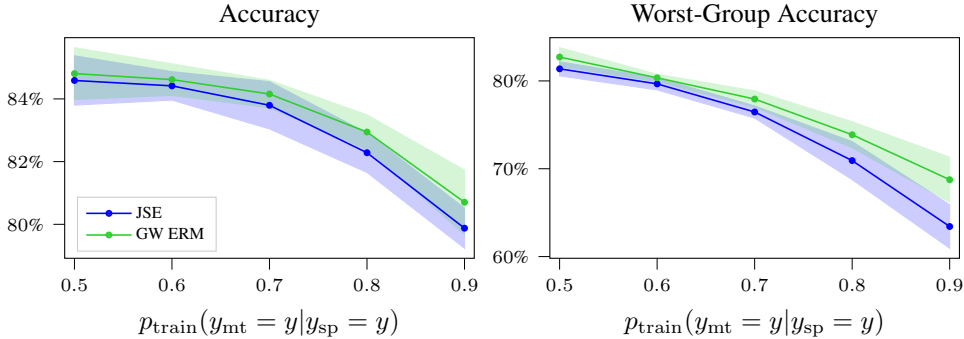 Accuracy
84%
82%
80%
JSE
GW ERM
0.5 0.6 0.7 0.8 0.9
p_train(y_mt = y|y_sp = y)
Worst-Group Accuracy
80%
70%
60%
0.5 0.6 0.7 0.8 0.9
p_train(y_mt = y|y_sp = y)